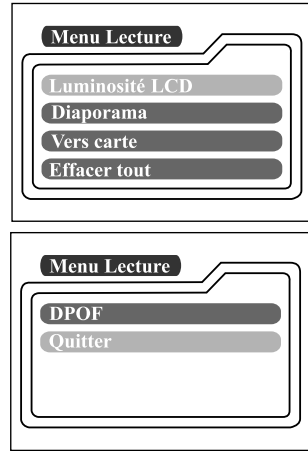 Menu Lecture
Luminosité LCD
Diaporama
Vers carte
Effacer tout
Menu Lecture
DPOF
Quitter